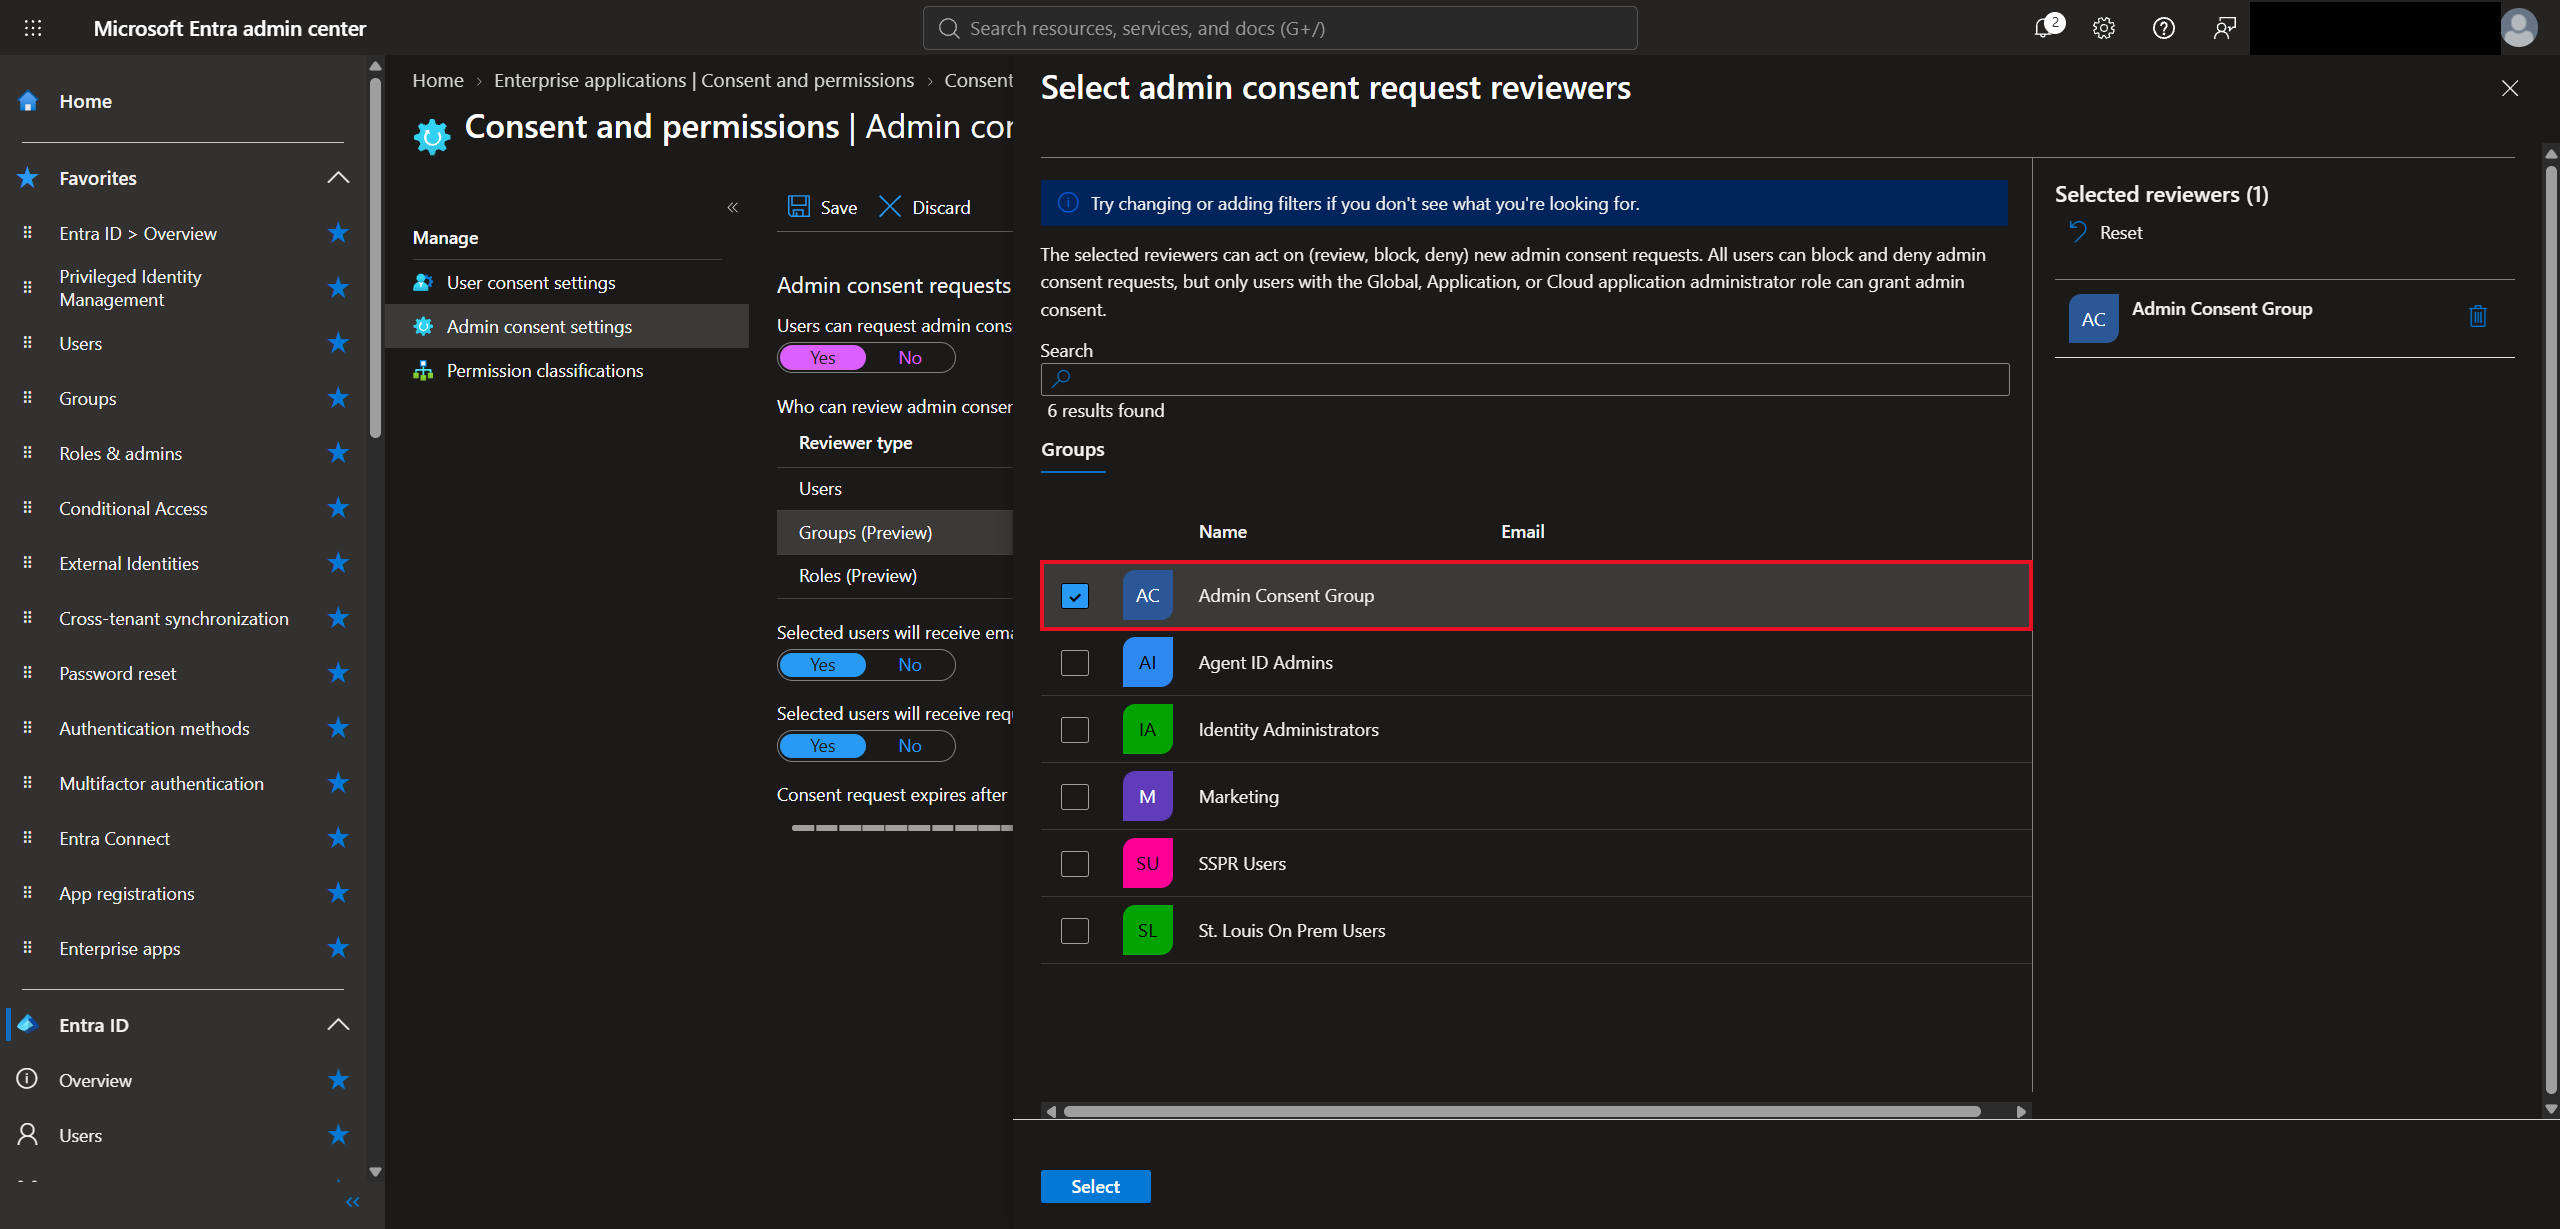 Microsoft Entra admin center
Search resources, services, and docs (G+/)
2
Home
Favorites
Entra ID > Overview
Privileged Identity
Management
Users
Groups
Roles & admins
Conditional Access
External Identities
Cross-tenant synchronization
Password reset
Authentication methods
Multifactor authentication
Entra Connect
App registrations
Enterprise apps
Entra ID
Overview
Users
Home > Enterprise applications | Consent and permissions > Consent
Consent and permissions | Admin cor
Manage
User consent settings
Admin consent settings
Permission classifications
Save
Discard
Admin consent requests
Users can request admin cons
Yes No
Who can review admin conser
Reviewer type
Users
Groups (Preview)
Roles (Preview)
Selected users will receive ema
Yes No
Selected users will receive req
Yes No
Consent request expires after
Select admin consent request reviewers
Try changing or adding filters if you don't see what you're looking for.
The selected reviewers can act on (review, block, deny) new admin consent requests. All users can block and deny admin
consent requests, but only users with the Global, Application, or Cloud application administrator role can grant admin
consent.
Search
6 results found
Groups
Name Email
AC Admin Consent Group
AI Agent ID Admins
IA Identity Administrators
M Marketing
SU SSPR Users
SL St. Louis On Prem Users
Select
Selected reviewers (1)
Reset
AC Admin Consent Group